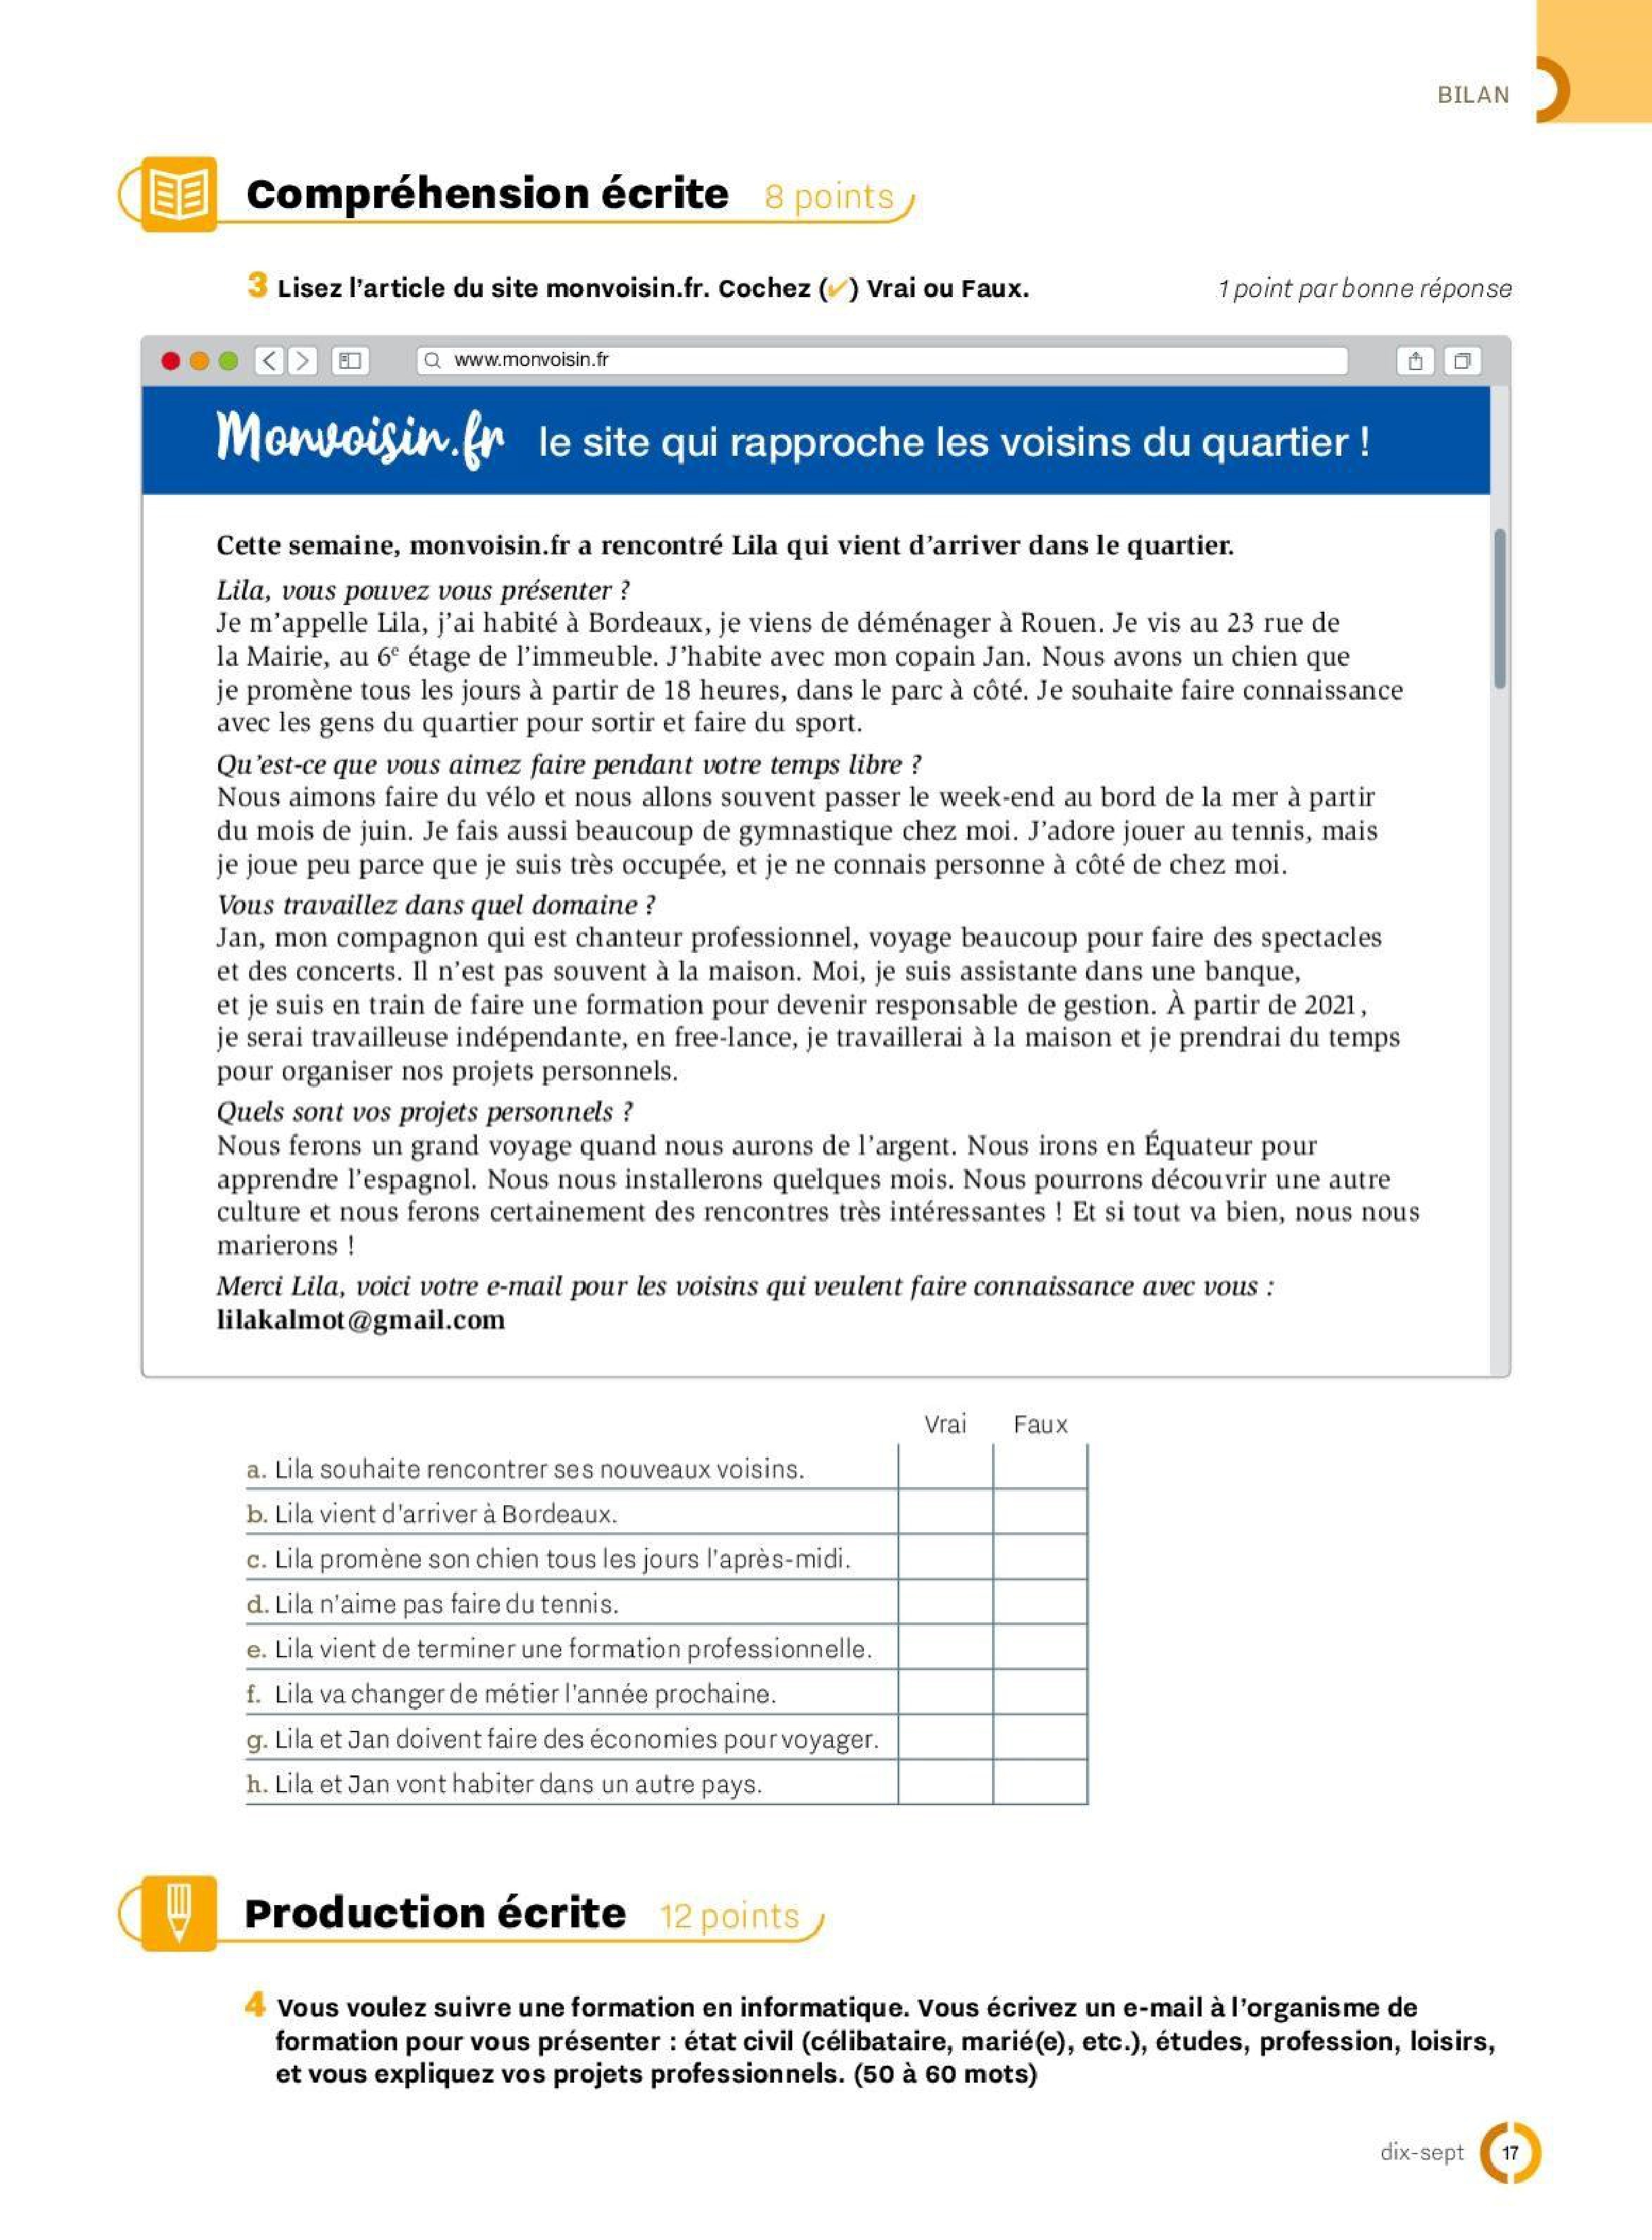 BILAN
Compréhension écrite 8 points
3 Lisez l'article du site monvoisin.fr. Cochez (✔) Vrai ou Faux. 1 point par bonne réponse
www.monvoisin.fr
Monvoisin.fr le site qui rapproche les voisins du quartier !
Cette semaine, monvoisin.fr a rencontré Lila qui vient d'arriver dans le quartier.
Lila, vous pouvez vous présenter ?
Je m'appelle Lila, j'ai habité à Bordeaux, je viens de déménager à Rouen. Je vis au 23 rue de
la Mairie, au 6e étage de l'immeuble. J'habite avec mon copain Jan. Nous avons un chien que
je promène tous les jours à partir de 18 heures, dans le parc à côté. Je souhaite faire connaissance
avec les gens du quartier pour sortir et faire du sport.
Qu'est-ce que vous aimez faire pendant votre temps libre ?
Nous aimons faire du vélo et nous allons souvent passer le week-end au bord de la mer à partir
du mois de juin. Je fais aussi beaucoup de gymnastique chez moi. J'adore jouer au tennis, mais
je joue peu parce que je suis très occupée, et je ne connais personne à côté de chez moi.
Vous travaillez dans quel domaine ?
Jan, mon compagnon qui est chanteur professionnel, voyage beaucoup pour faire des spectacles
et des concerts. Il n'est pas souvent à la maison. Moi, je suis assistante dans une banque,
et je suis en train de faire une formation pour devenir responsable de gestion. À partir de 2021,
je serai travailleuse indépendante, en free-lance, je travaillerai à la maison et je prendrai du temps
pour organiser nos projets personnels.
Quels sont vos projets personnels ?
Nous ferons un grand voyage quand nous aurons de l'argent. Nous irons en Équateur pour
apprendre l'espagnol. Nous nous installerons quelques mois. Nous pourrons découvrir une autre
culture et nous ferons certainement des rencontres très intéressantes ! Et si tout va bien, nous nous
marierons !
Merci Lila, voici votre e-mail pour les voisins qui veulent faire connaissance avec vous :
lilakalmot@gmail.com
Vrai Faux
a. Lila souhaite rencontrer ses nouveaux voisins.
b. Lila vient d'arriver à Bordeaux.
c. Lila promène son chien tous les jours l'après-midi.
d. Lila n'aime pas faire du tennis.
e. Lila vient de terminer une formation professionnelle.
f. Lila va changer de métier l'année prochaine.
g. Lila et Jan doivent faire des économies pour voyager.
h. Lila et Jan vont habiter dans un autre pays.
Production écrite 12 points
4 Vous voulez suivre une formation en informatique. Vous écrivez un e-mail à l'organisme de
formation pour vous présenter : état civil (célibataire, marié(e), etc.), études, profession, loisirs,
et vous expliquez vos projets professionnels. (50 à 60 mots)
dix-sept 17